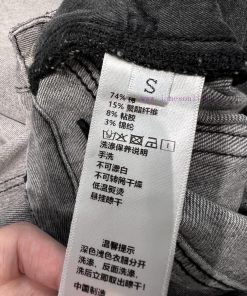 S
74% 棉
15% 聚酯纤维
8% 粘胶
3% 锦纶
洗涤保养说明
手洗
不可漂白
不可转筒干燥
低温熨烫
悬挂晾干
温馨提示
深色浅色衣服分开
洗涤、反面洗涤、
洗后立即取出晾干!
中国制造